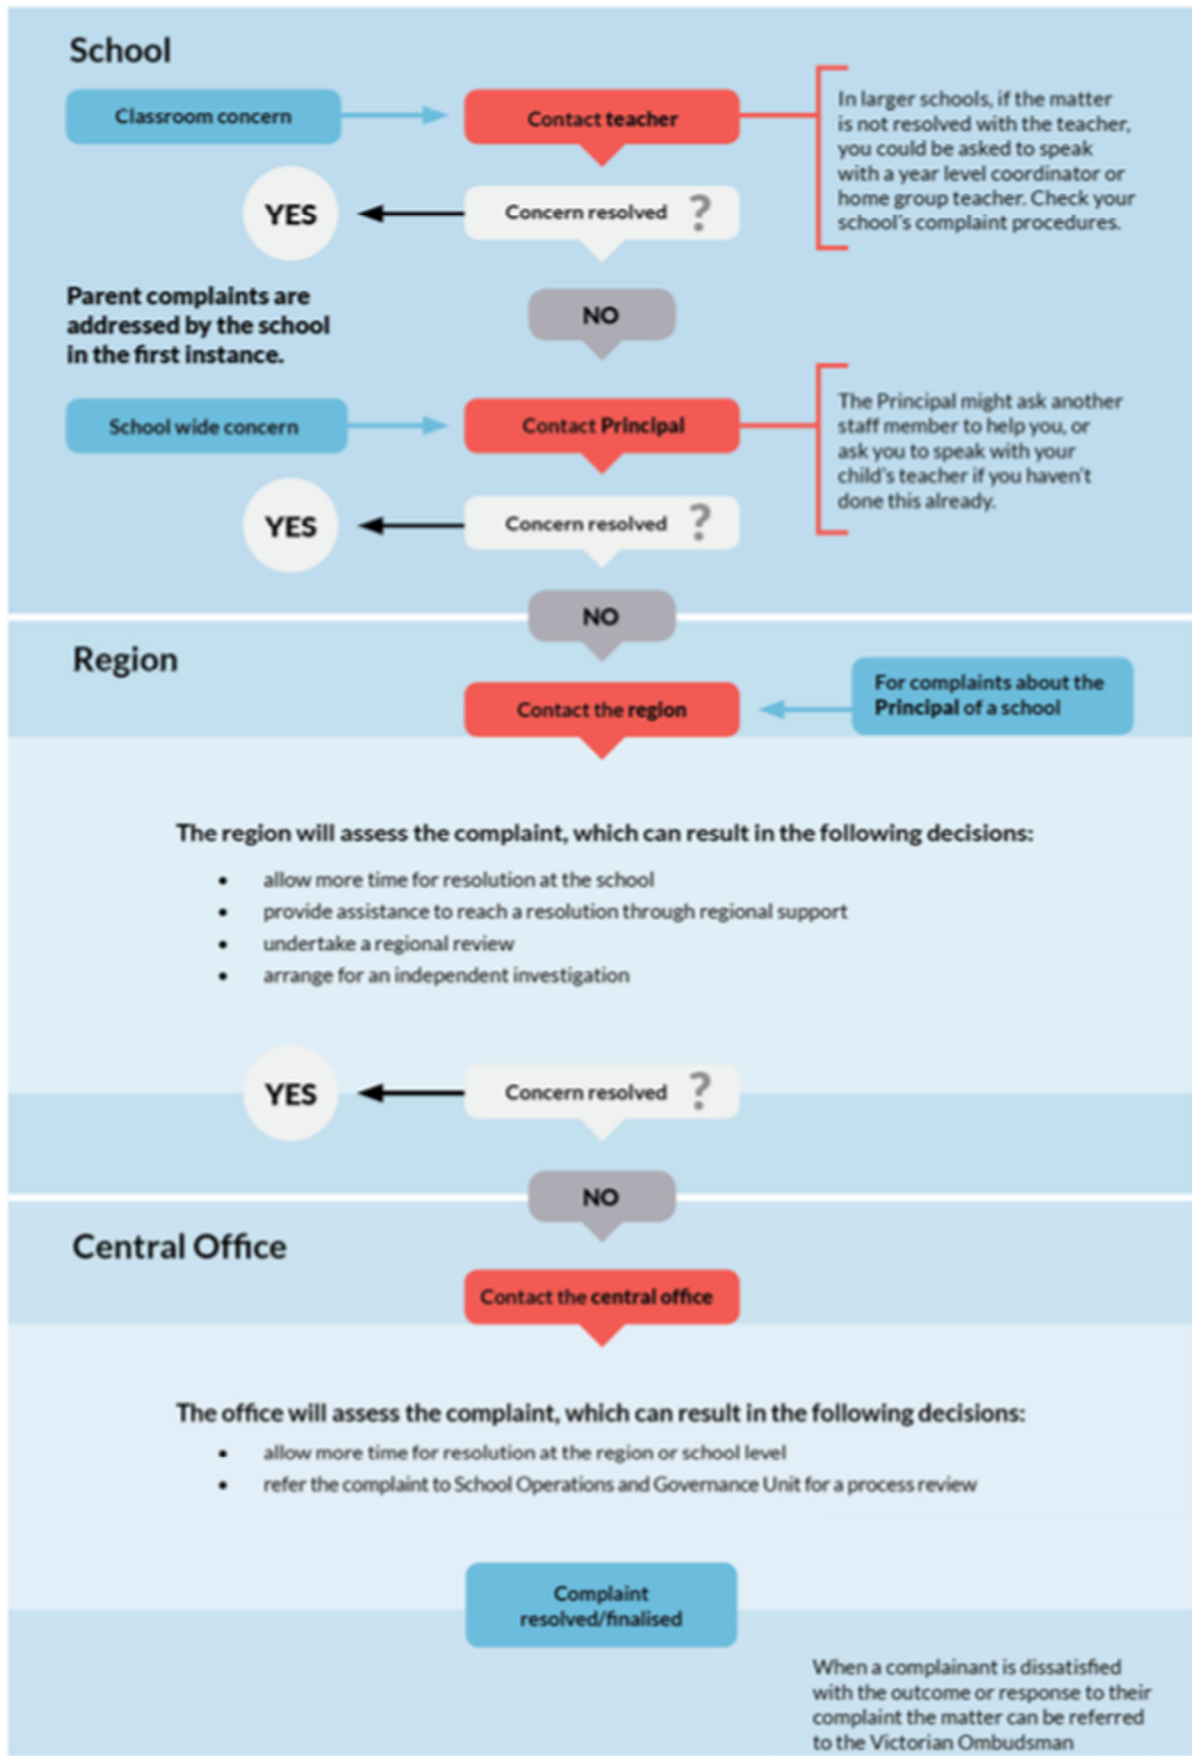 School
Classroom concern
Contact teacher
In larger schools, if the matter
is not resolved with the teacher,
you could be asked to speak
with a year level coordinator or
home group teacher. Check your
school's complaint procedures.
YES
Concern resolved ?
Parent complaints are
addressed by the school
in the first instance.
NO
School wide concern
Contact Principal
The Principal might ask another
staff member to help you, or
ask you to speak with your
child's teacher if you haven't
done this already.
YES
Concern resolved ?
NO
Region
Contact the region
For complaints about the
Principal of a school
The region will assess the complaint, which can result in the following decisions:
• allow more time for resolution at the school
• provide assistance to reach a resolution through regional support
• undertake a regional review
• arrange for an independent investigation
YES
Concern resolved ?
NO
Central Office
Contact the central office
The office will assess the complaint, which can result in the following decisions:
• allow more time for resolution at the region or school level
• refer the complaint to School Operations and Governance Unit for a process review
Complaint
resolved/finalised
When a complainant is dissatisfied
with the outcome or response to their
complaint the matter can be referred
to the Victorian Ombudsman